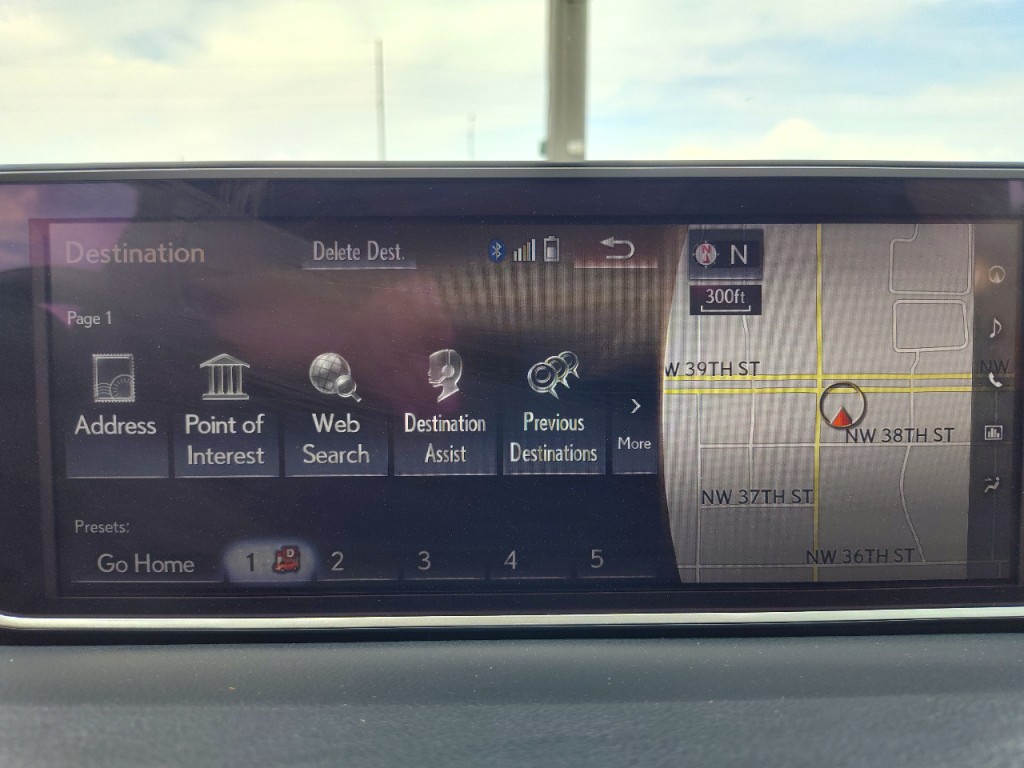 Destination
Delete Dest.
N
N
300ft
Page 1
Address
Point of
Interest
Web
Search
Destination
Assist
Previous
Destinations
More
W 39TH ST
NW
NW 38TH ST
NW 37TH ST
NW 36TH ST
Presets:
Go Home
1
D
2
3
4
5